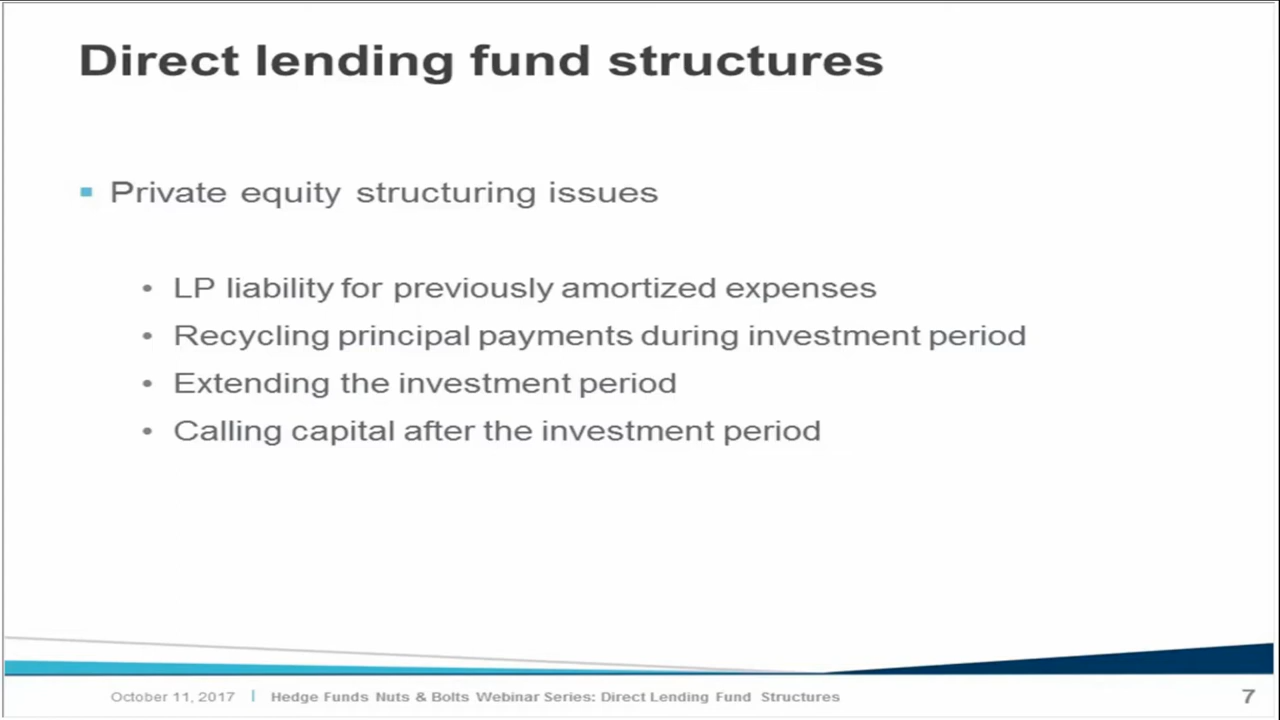 Direct lending fund structures
Private equity structuring issues
• LP liability for previously amortized expenses
• Recycling principal payments during investment period
• Extending the investment period
• Calling capital after the investment period
October 11, 2017 | Hedge Funds Nuts & Bolts Webinar Series: Direct Lending Fund Structures 7